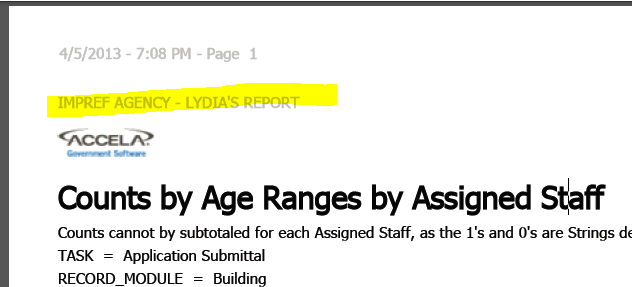 4/5/2013 - 7:08 PM - Page 1
IMPREF AGENCY - LYDIA'S REPORT
ACCELA
Government Software
Counts by Age Ranges by Assigned Staff
Counts cannot by subtotaled for each Assigned Staff, as the 1's and 0's are Strings de
TASK = Application Submittal
RECORD_MODULE = Building